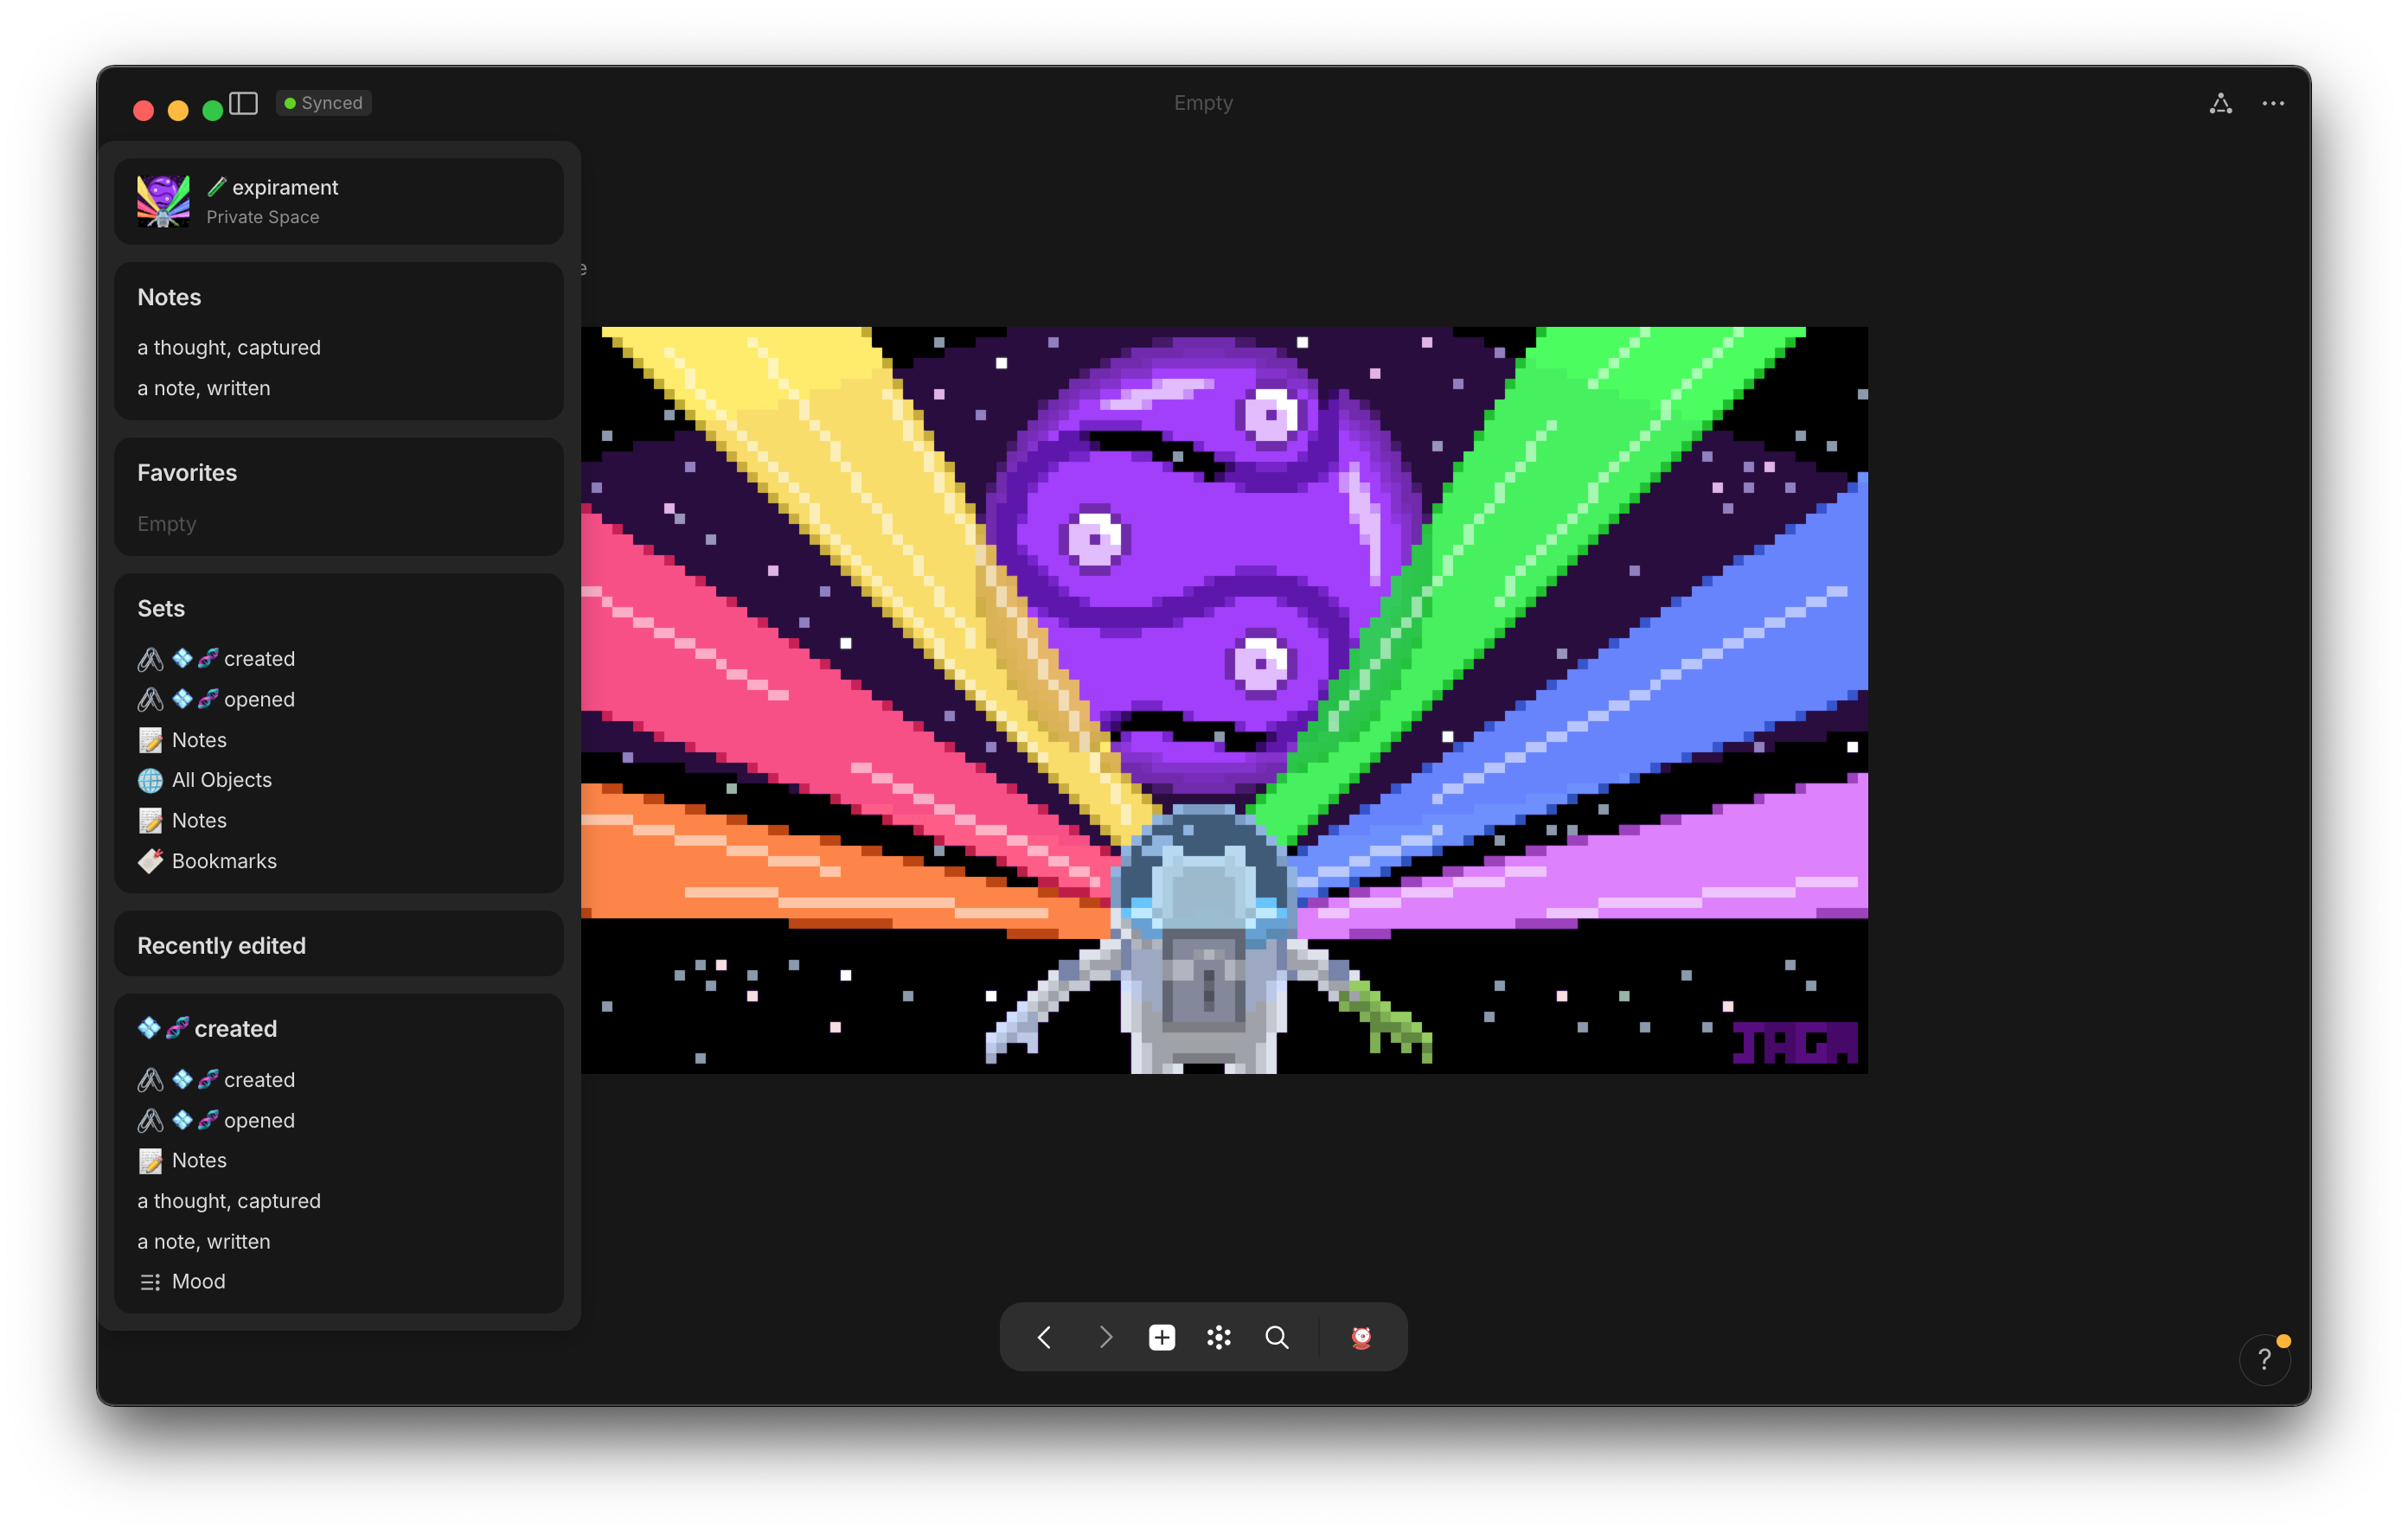 Synced
Empty
expirament
Private Space
e
Notes
a thought, captured
a note, written
Favorites
Empty
Sets
created
opened
Notes
All Objects
Notes
Bookmarks
Recently edited
created
created
opened
Notes
a thought, captured
a note, written
Mood
JAGA
?